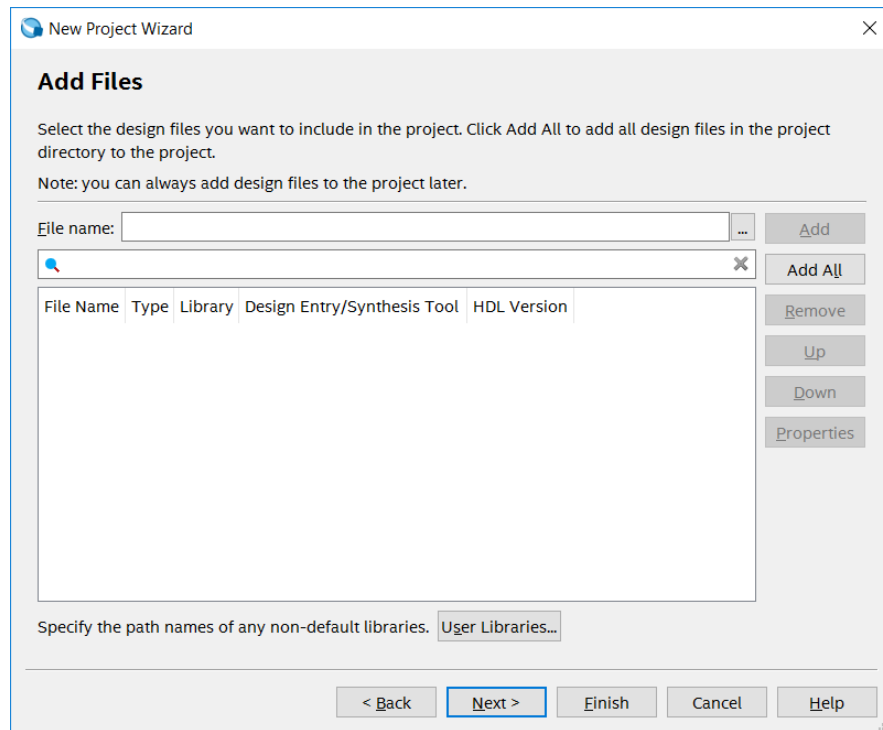 New Project Wizard
Add Files
Select the design files you want to include in the project. Click Add All to add all design files in the project
directory to the project.
Note: you can always add design files to the project later.
File name: ... Add
Add All
File Name Type Library Design Entry/Synthesis Tool HDL Version
Remove
Up
Down
Properties
Specify the path names of any non-default libraries. User Libraries...
< Back Next > Finish Cancel Help